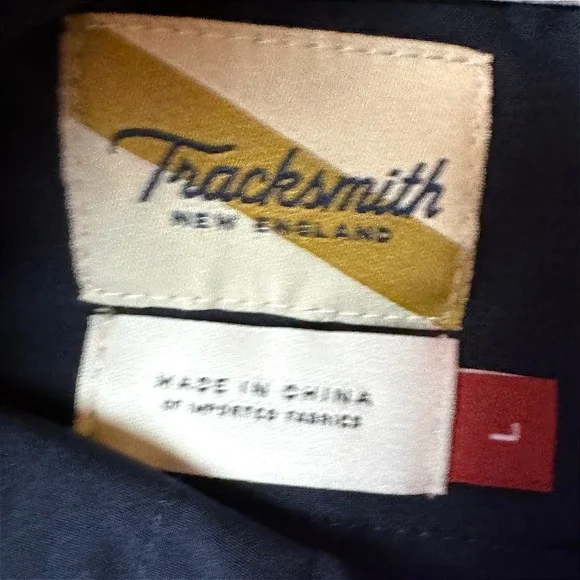 Tracksmith
NEW ENGLAND
MADE IN CHINA
OF IMPORTED FABRICS
L